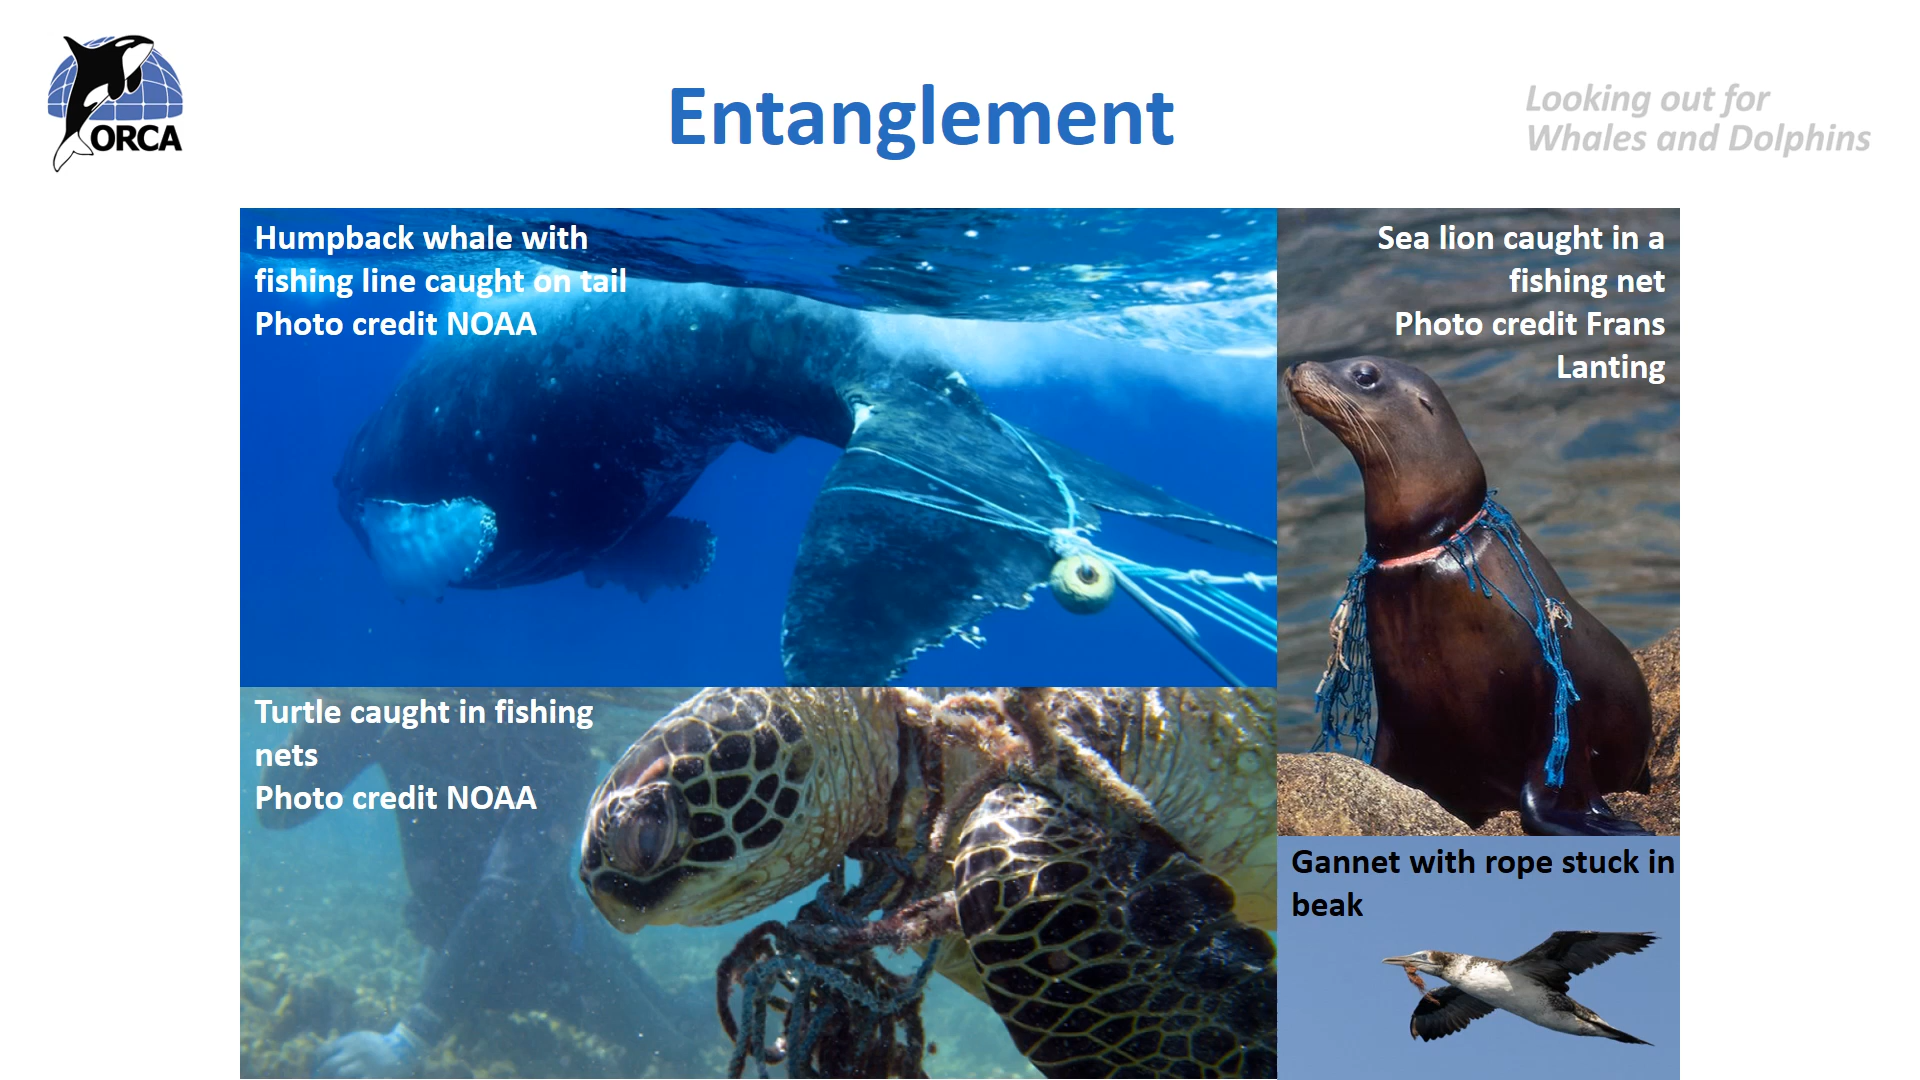 ORCA
Entanglement
Looking out for
Whales and Dolphins
Humpback whale with
fishing line caught on tail
Photo credit NOAA
Sea lion caught in a
fishing net
Photo credit Frans
Lanting
Turtle caught in fishing
nets
Photo credit NOAA
Gannet with rope stuck in
beak